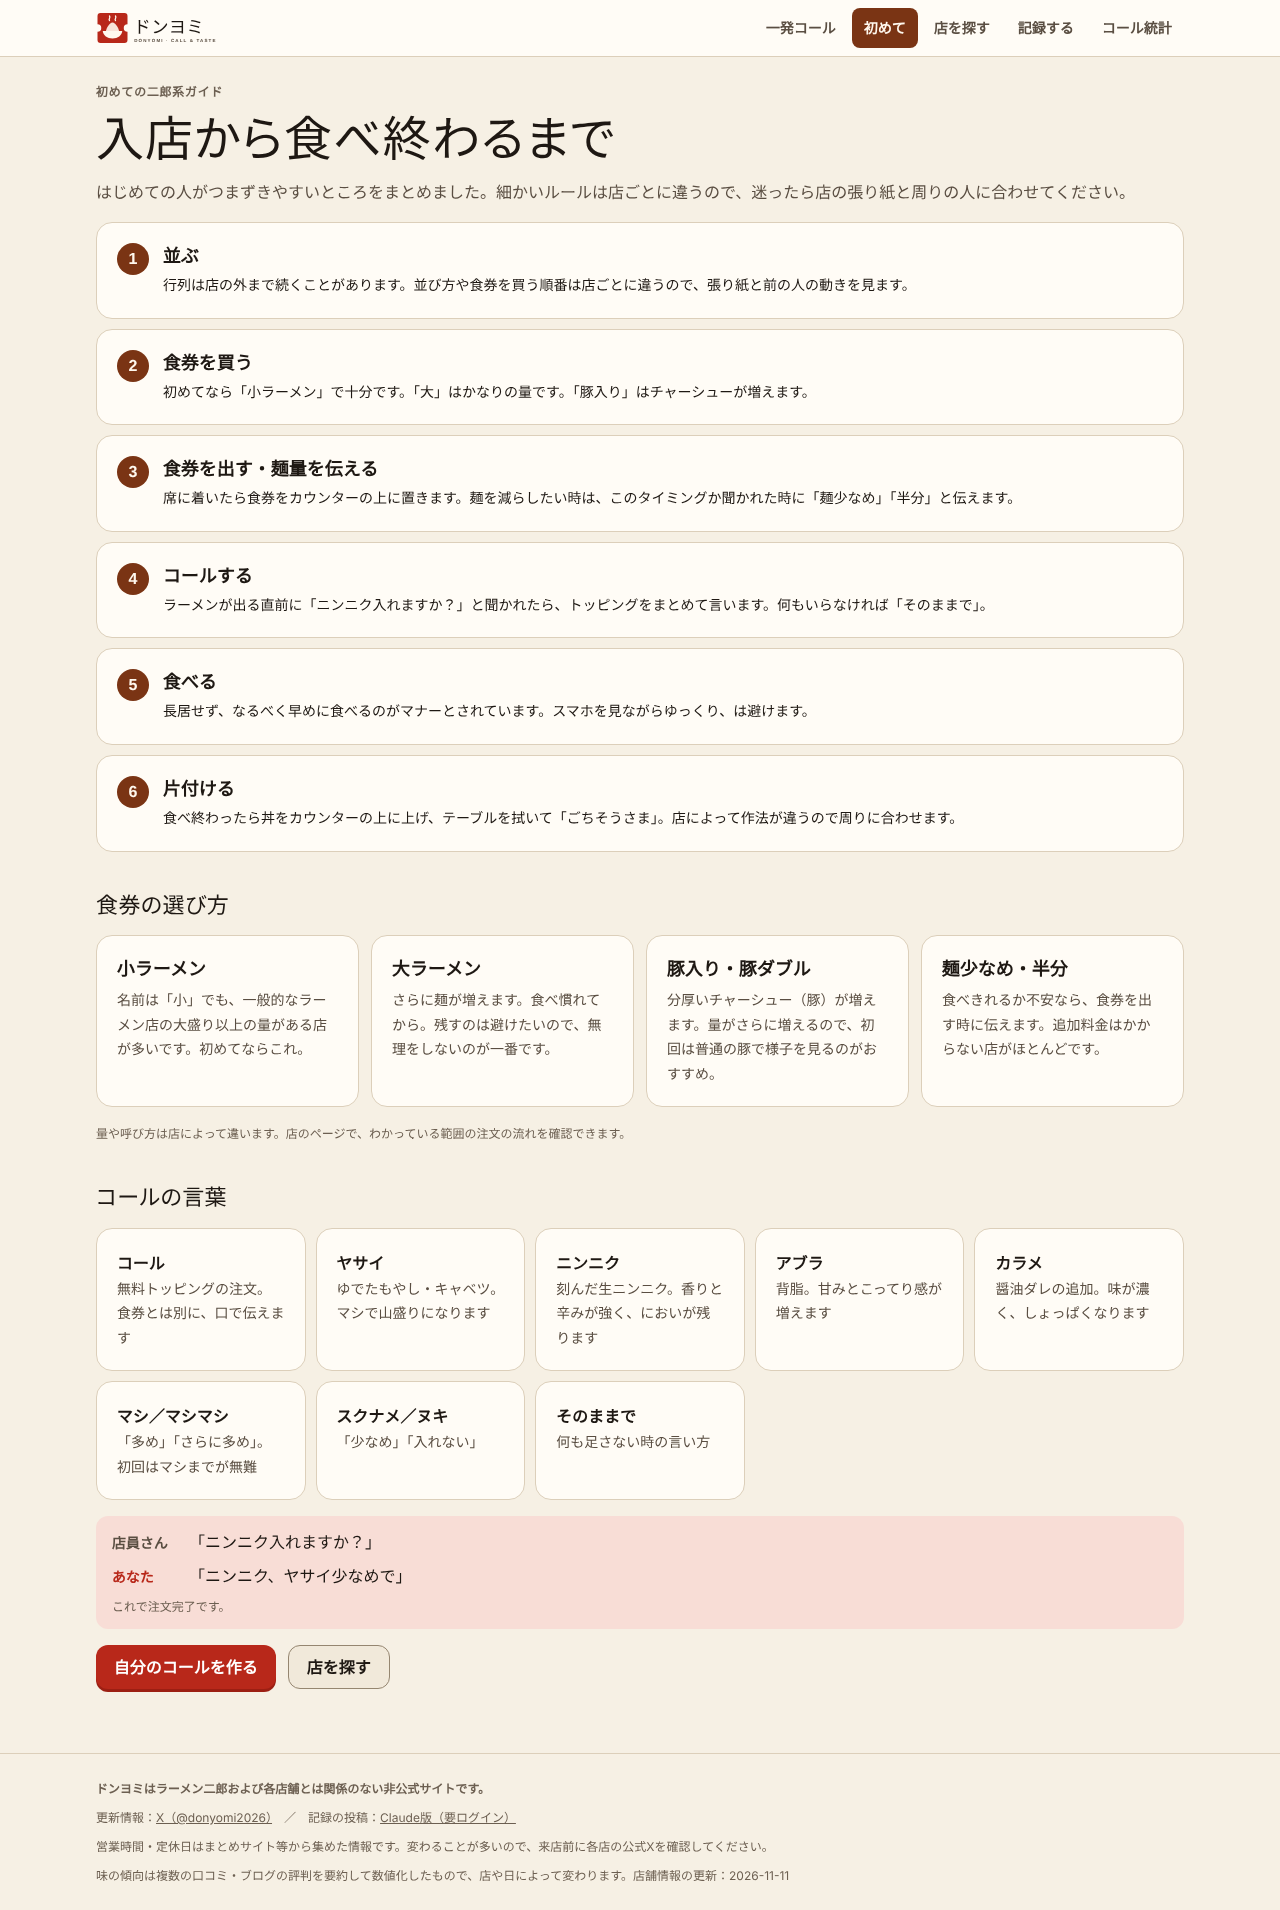 ドンヨミ
DONYOMI · CALL & TASTE
一発コール
初めて
店を探す
記録する
コール統計
初めての二郎系ガイド
入店から食べ終わるまで
はじめての人がつまずきやすいところをまとめました。細かいルールは店ごとに違うので、迷ったら店の張り紙と周りの人に合わせてください。
1
並ぶ
行列は店の外まで続くことがあります。並び方や食券を買う順番は店ごとに違うので、張り紙と前の人の動きを見ます。
2
食券を買う
初めてなら「小ラーメン」で十分です。「大」はかなりの量です。「豚入り」はチャーシューが増えます。
3
食券を出す・麺量を伝える
席に着いたら食券をカウンターの上に置きます。麺を減らしたい時は、このタイミングか聞かれた時に「麺少なめ」「半分」と伝えます。
4
コールする
ラーメンが出る直前に「ニンニク入れますか？」と聞かれたら、トッピングをまとめて言います。何もいらなければ「そのままで」。
5
食べる
長居せず、なるべく早めに食べるのがマナーとされています。スマホを見ながらゆっくり、は避けます。
6
片付ける
食べ終わったら丼をカウンターの上に上げ、テーブルを拭いて「ごちそうさま」。店によって作法が違うので周りに合わせます。
食券の選び方
小ラーメン
名前は「小」でも、一般的なラー
メン店の大盛り以上の量がある店
が多いです。初めてならこれ。
大ラーメン
さらに麺が増えます。食べ慣れて
から。残すのは避けたいので、無
理をしないのが一番です。
豚入り・豚ダブル
分厚いチャーシュー（豚）が増え
ます。量がさらに増えるので、初
回は普通の豚で様子を見るのがお
すすめ。
麺少なめ・半分
食べきれるか不安なら、食券を出
す時に伝えます。追加料金はかか
らない店がほとんどです。
量や呼び方は店によって違います。店のページで、わかっている範囲の注文の流れを確認できます。
コールの言葉
コール
無料トッピングの注文。
食券とは別に、口で伝えま
す
ヤサイ
ゆでたもやし・キャベツ。
マシで山盛りになります
ニンニク
刻んだ生ニンニク。香りと
辛みが強く、においが残
ります
アブラ
背脂。甘みとこってり感が
増えます
カラメ
醤油ダレの追加。味が濃
く、しょっぱくなります
マシ／マシマシ
「多め」「さらに多め」。
初回はマシまでが無難
スクナメ／ヌキ
「少なめ」「入れない」
そのままで
何も足さない時の言い方
店員さん 「ニンニク入れますか？」
あなた 「ニンニク、ヤサイ少なめで」
これで注文完了です。
自分のコールを作る
店を探す
ドンヨミはラーメン二郎および各店舗とは関係のない非公式サイトです。
更新情報：X（@donyomi2026） ／ 記録の投稿：Claude版（要ログイン）
営業時間・定休日はまとめサイト等から集めた情報です。変わることが多いので、来店前に各店の公式Xを確認してください。
味の傾向は複数の口コミ・ブログの評判を要約して数値化したもので、店や日によって変わります。店舗情報の更新：2026-11-11